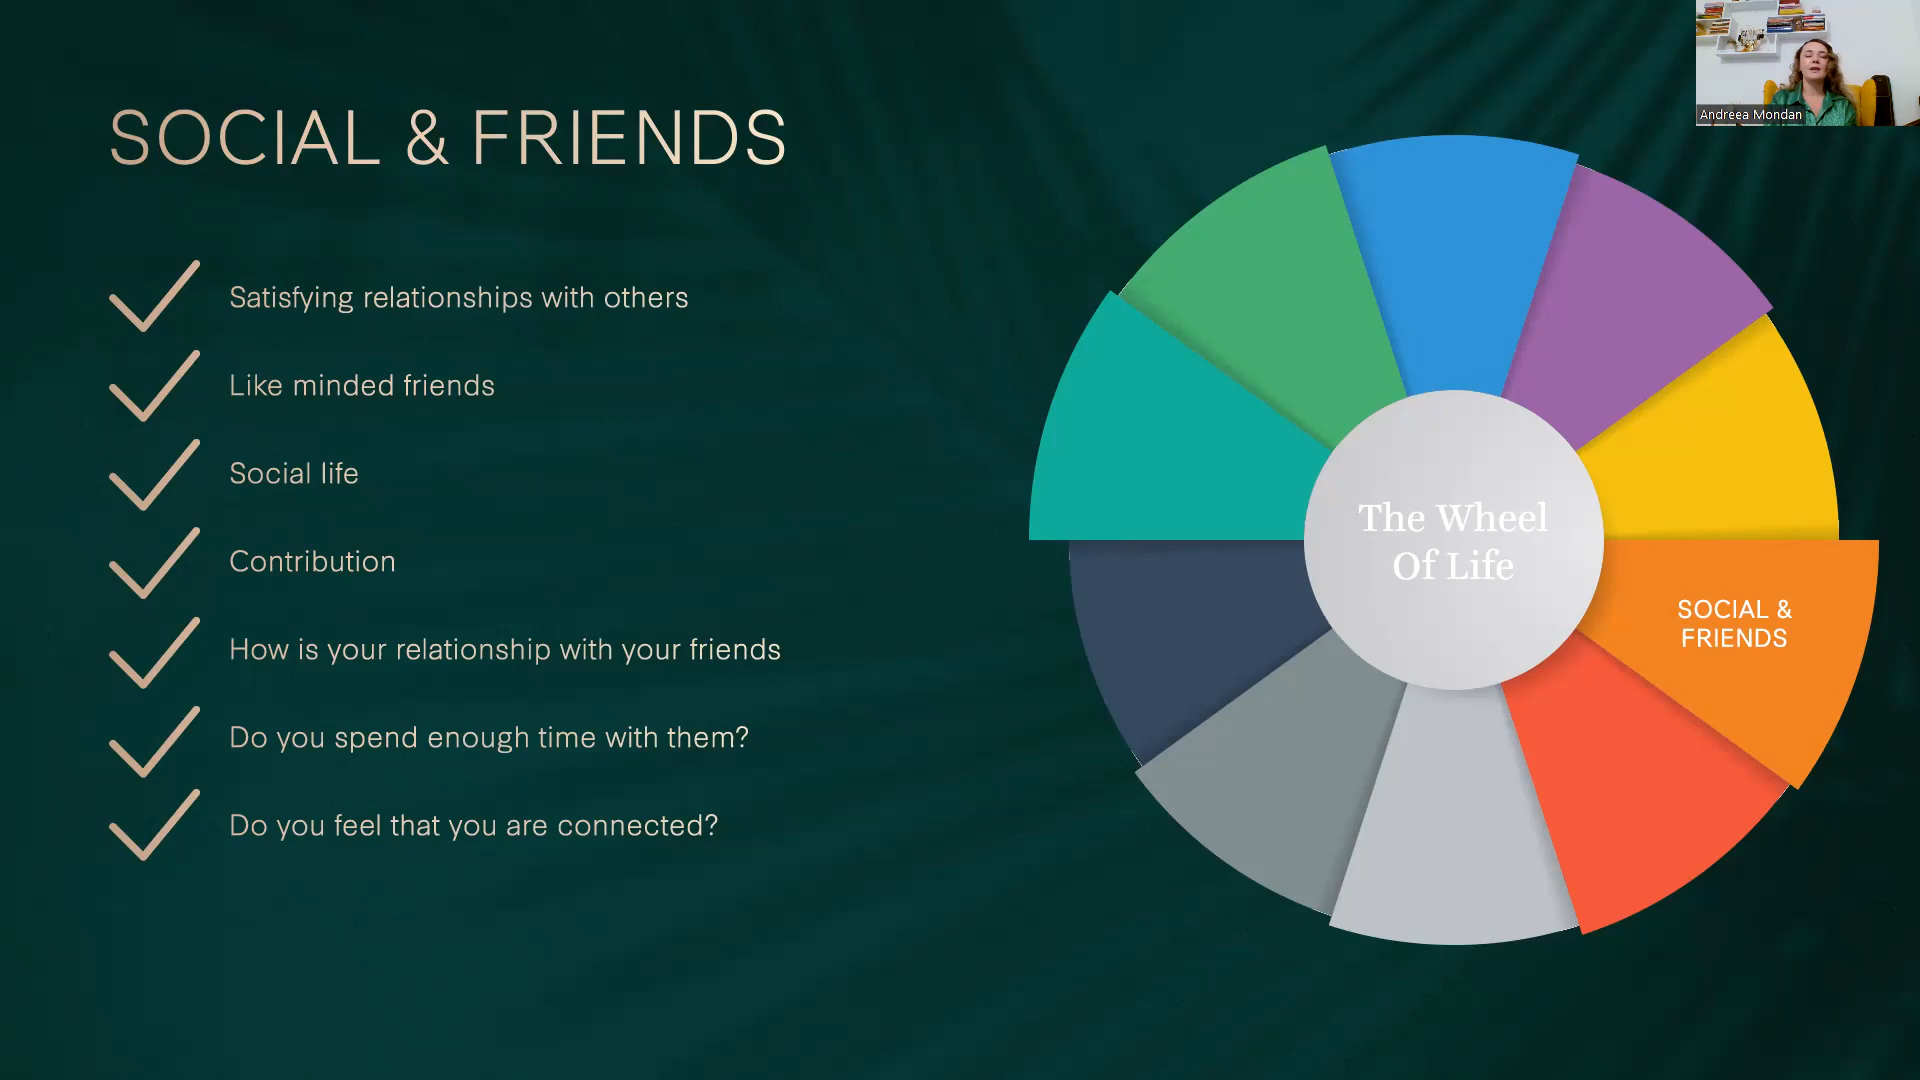 SOCIAL & FRIENDS
Satisfying relationships with others
Like minded friends
Social life
Contribution
How is your relationship with your friends
Do you spend enough time with them?
Do you feel that you are connected?
The Wheel
Of Life
SOCIAL &
FRIENDS
Andreea Mondan